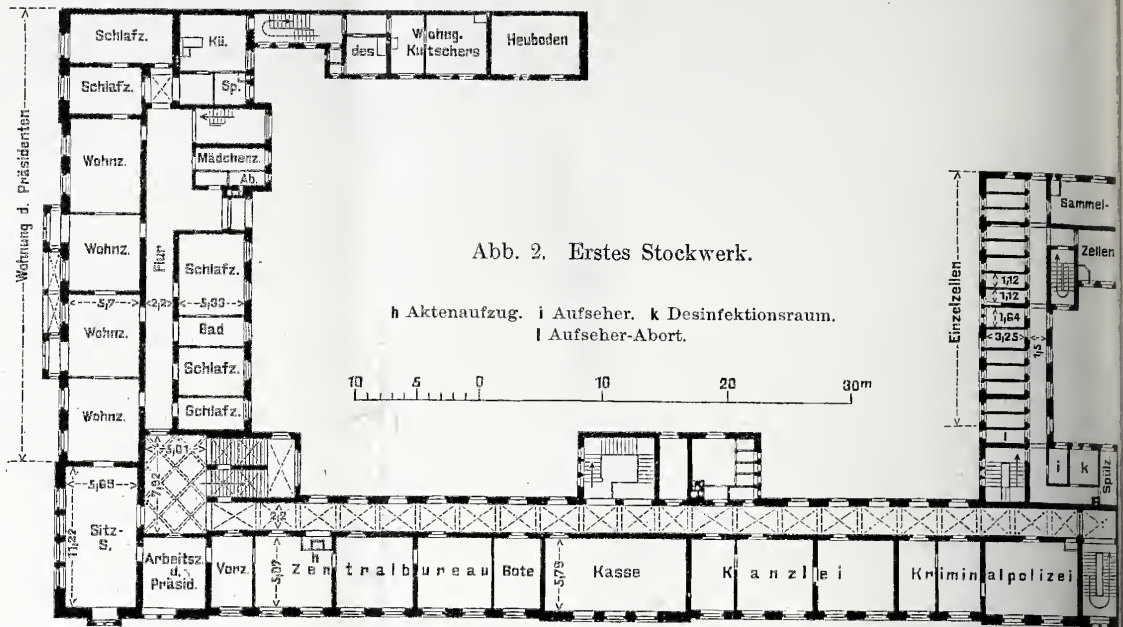 Schlafz.
Kü.
des
Wohng.
Kutschers
Heuboden
Schlafz.
Sp.
Wohnung d. Präsidenten
Wohnz.
Mädchenz.
Ab.
Wohnz.
Flur
Schlafz.
5,7
2,2
5,33
Wohnz.
Bad
Schlafz.
Wohnz.
Schlafz.
Abb. 2. Erstes Stockwerk.
h Aktenaufzug. i Aufseher. k Desinfektionsraum.
l Aufseher-Abort.
10 5 0 10 20 30m
Einzelzellen
Sammel-
Zellen
1,12
1,12
1,64
3,25
1,5
l
i
k
Spülz.
5,01
7,92
5,69
11,22
Sitz-
S.
2,2
Arbeitsz.
d.
Präsid.
Vorz.
5,07
h
Zentralbureau
Bote
5,79
Kasse
Kanzlei
Kriminalpolizei